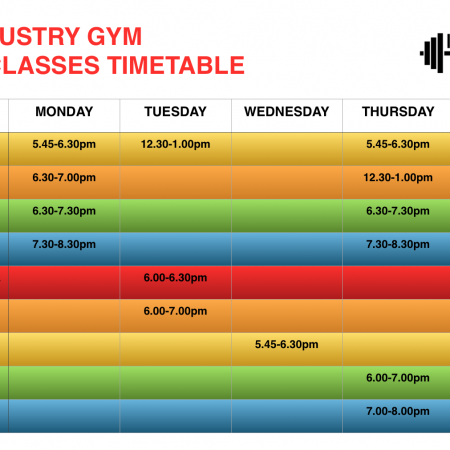 USTRY GYM
CLASSES TIMETABLE
MONDAY TUESDAY WEDNESDAY THURSDAY
5.45-6.30pm 12.30-1.00pm 5.45-6.30pm
6.30-7.00pm 12.30-1.00pm
6.30-7.30pm 6.30-7.30pm
7.30-8.30pm 7.30-8.30pm
6.00-6.30pm
6.00-7.00pm
5.45-6.30pm
6.00-7.00pm
7.00-8.00pm